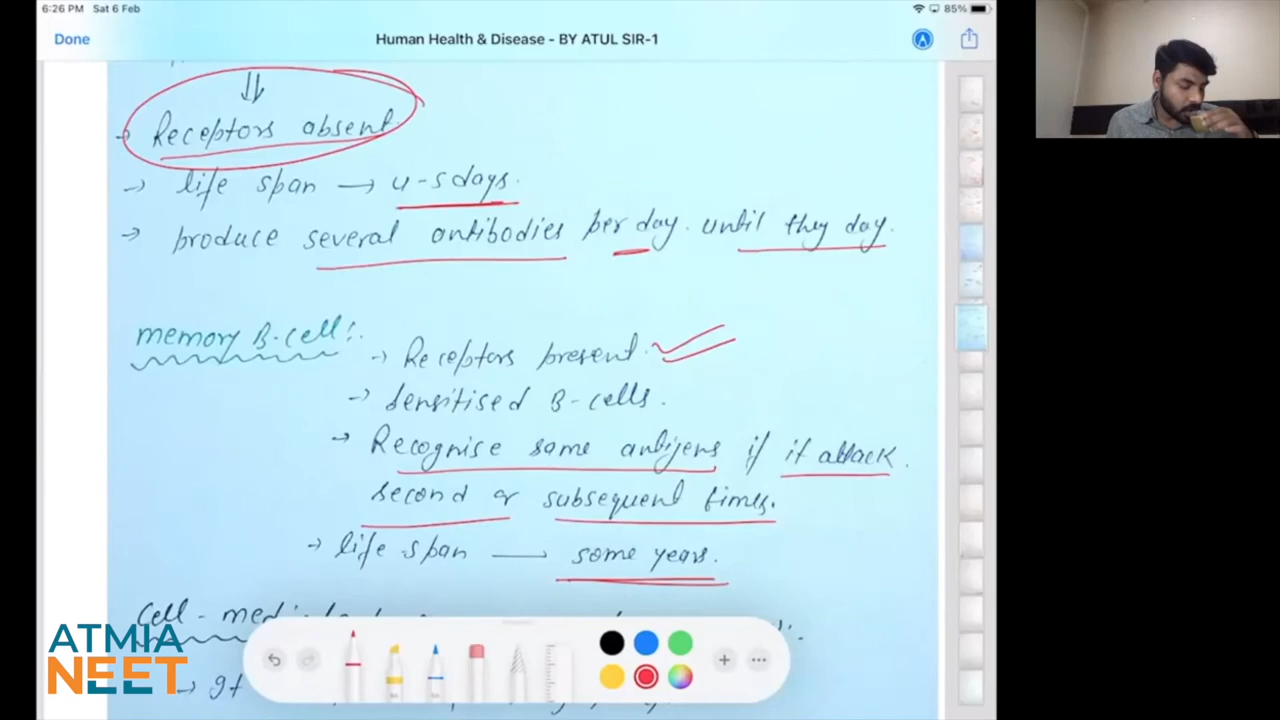 6:26 PM Sat 6 Feb 85%
Done Human Health & Disease - BY ATUL SIR-1
→ Receptors absent.
→ life span → 4-5 days.
→ produce several antibodies per day. until they day.
memory B-cell:
→ Receptors present.
→ Sensitised B-cells.
→ Recognise same antigens if it attack.
second or subsequent times.
→ life span — some years.
Cell-
ATMIA
NEET
→ gt